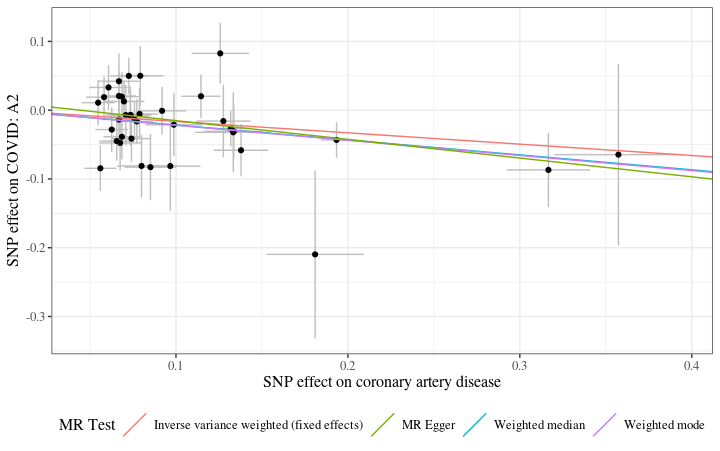 SNP effect on COVID: A2
0.1
0.0
-0.1
-0.2
-0.3
0.1 0.2 0.3 0.4
SNP effect on coronary artery disease
MR Test Inverse variance weighted (fixed effects) MR Egger Weighted median Weighted mode